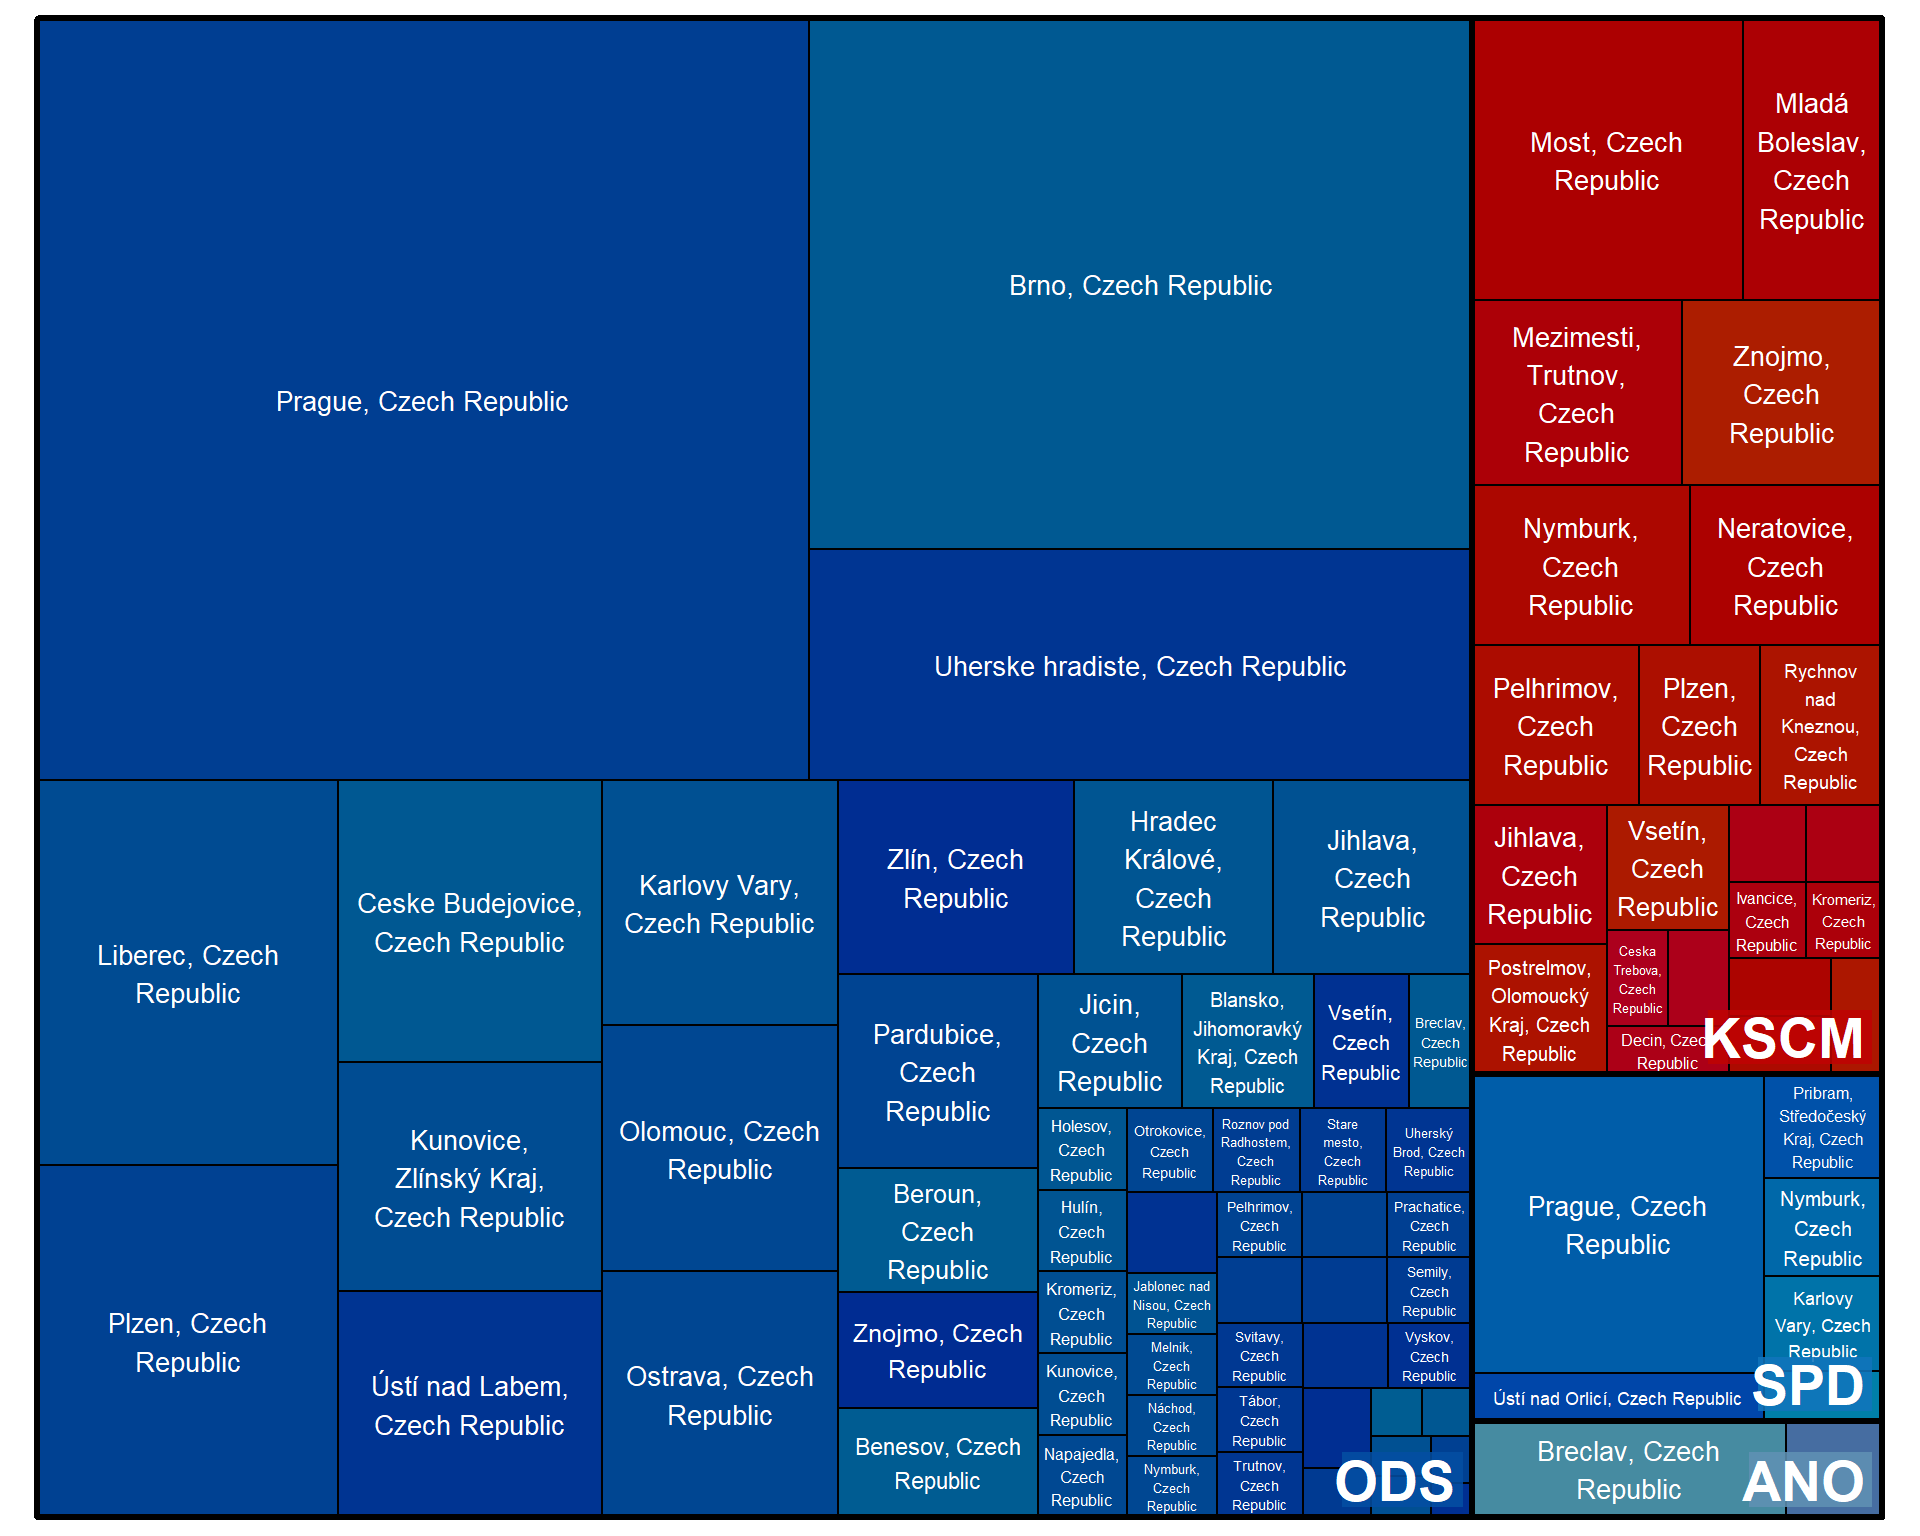 Prague, Czech Republic
Brno, Czech Republic
Uherske hradiste, Czech Republic
Liberec, Czech
Republic
Plzen, Czech
Republic
Ceske Budejovice,
Czech Republic
Kunovice,
Zlínský Kraj,
Czech Republic
Ústí nad Labem,
Czech Republic
Karlovy Vary,
Czech Republic
Olomouc, Czech
Republic
Ostrava, Czech
Republic
Zlín, Czech
Republic
Hradec
Králové,
Czech
Republic
Jihlava,
Czech
Republic
Pardubice,
Czech
Republic
Beroun,
Czech
Republic
Znojmo, Czech
Republic
Benesov, Czech
Republic
Jicin,
Czech
Republic
Blansko,
Jihomoravký
Kraj, Czech
Republic
Vsetín,
Czech
Republic
Breclav,
Czech
Republic
Holesov,
Czech
Republic
Hulín,
Czech
Republic
Kromeriz,
Czech
Republic
Kunovice,
Czech
Republic
Napajedla,
Czech
Republic
Otrokovice,
Czech
Republic
Jablonec nad
Nisou, Czech
Republic
Melnik,
Czech
Republic
Náchod,
Czech
Republic
Nymburk,
Czech
Republic
Roznov pod
Radhostem,
Czech
Republic
Stare
mesto,
Czech
Republic
Uherský
Brod, Czech
Republic
Pelhrimov,
Czech
Republic
Prachatice,
Czech
Republic
Semily,
Czech
Republic
Svitavy,
Czech
Republic
Vyskov,
Czech
Republic
Tábor,
Czech
Republic
Trutnov,
Czech
Republic
ODS
Most, Czech
Republic
Mladá
Boleslav,
Czech
Republic
Mezimesti,
Trutnov,
Czech
Republic
Znojmo,
Czech
Republic
Nymburk,
Czech
Republic
Neratovice,
Czech
Republic
Pelhrimov,
Czech
Republic
Plzen,
Czech
Republic
Rychnov
nad
Kneznou,
Czech
Republic
Jihlava,
Czech
Republic
Vsetín,
Czech
Republic
Ivancice,
Czech
Republic
Kromeriz,
Czech
Republic
Postrelmov,
Olomoucký
Kraj, Czech
Republic
Ceska
Trebova,
Czech
Republic
Decin, Czec
Republic
KSCM
Prague, Czech
Republic
Pribram,
Středočeský
Kraj, Czech
Republic
Nymburk,
Czech
Republic
Karlovy
Vary, Czech
Republic
Ústí nad Orlicí, Czech Republic
SPD
Breclav, Czech
Republic
ANO